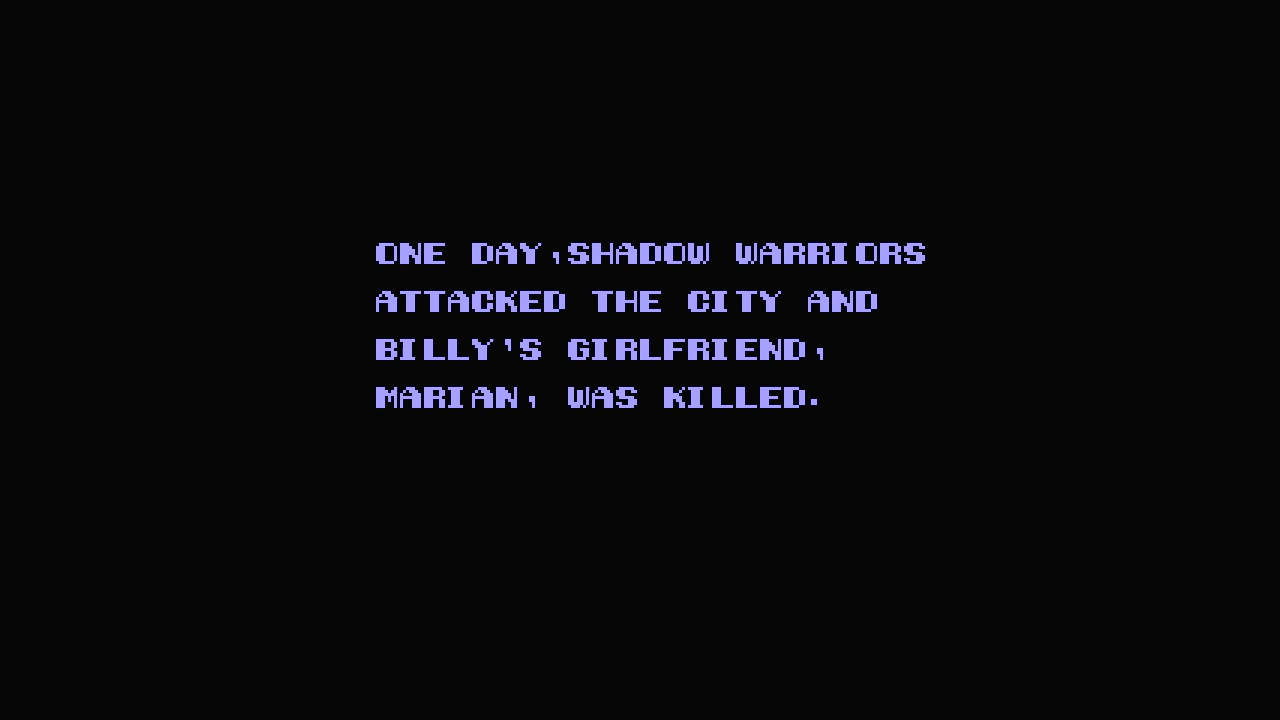 ONE DAY,SHADOW WARRIORS
ATTACKED THE CITY AND
BILLY'S GIRLFRIEND,
MARIAN, WAS KILLED.